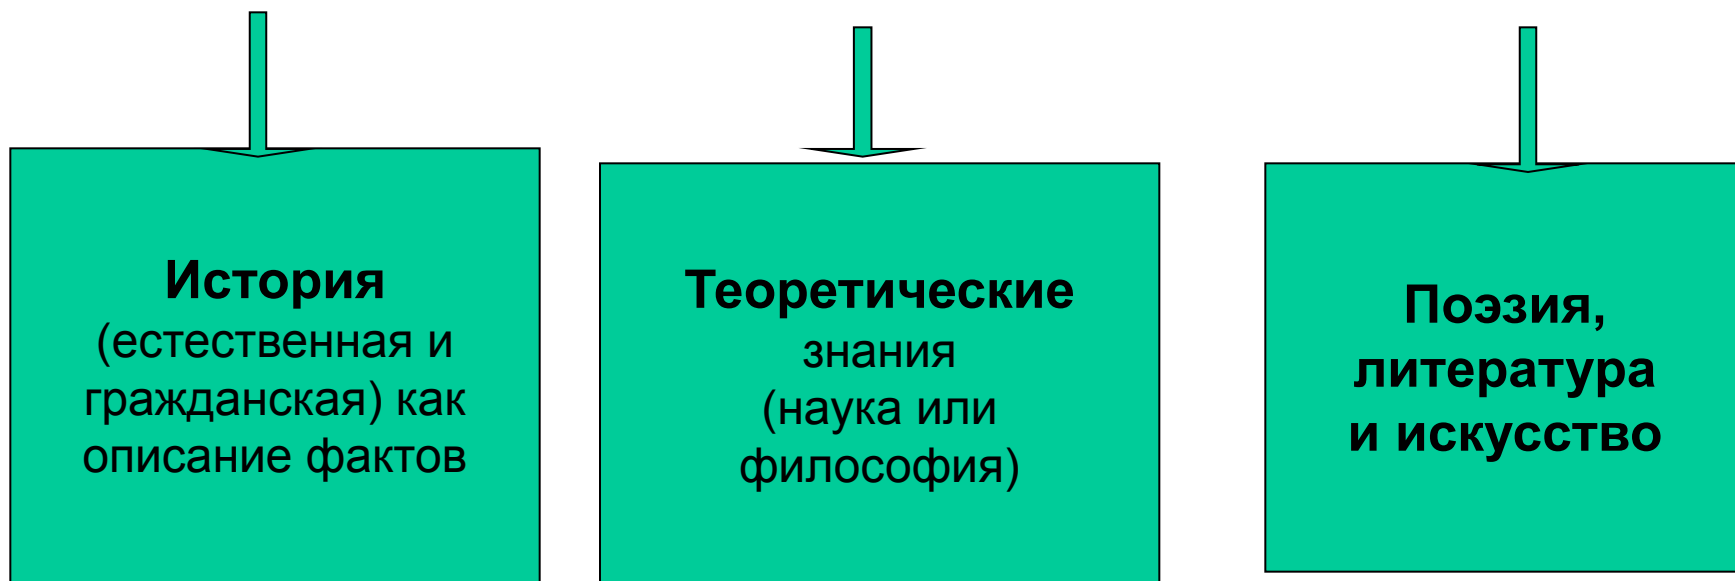 История
(естественная и
гражданская) как
описание фактов
Теоретические
знания
(наука или
философия)
Поэзия,
литература
и искусство